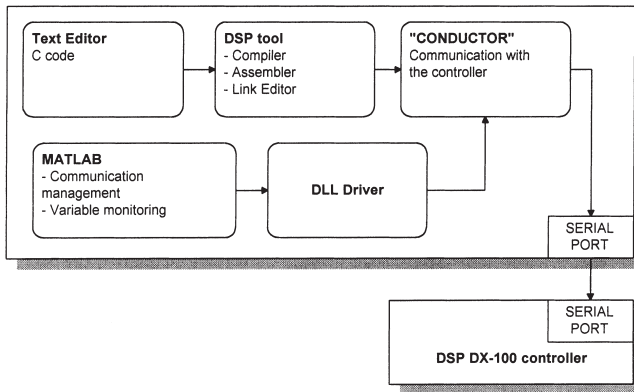 Text Editor
C code
DSP tool
- Compiler
- Assembler
- Link Editor
"CONDUCTOR"
Communication with
the controller
MATLAB
- Communication
management
- Variable monitoring
DLL Driver
SERIAL
PORT
SERIAL
PORT
DSP DX-100 controller